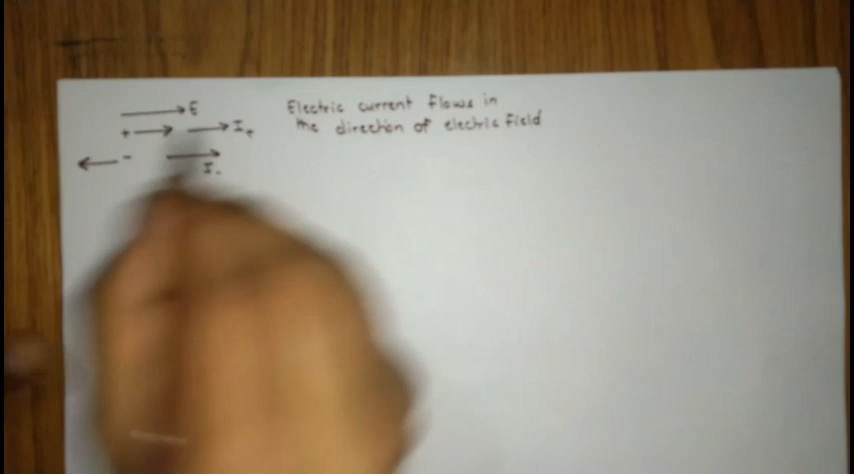 E
Electric current flows in
the direction of electric field
+ I+
-
I-